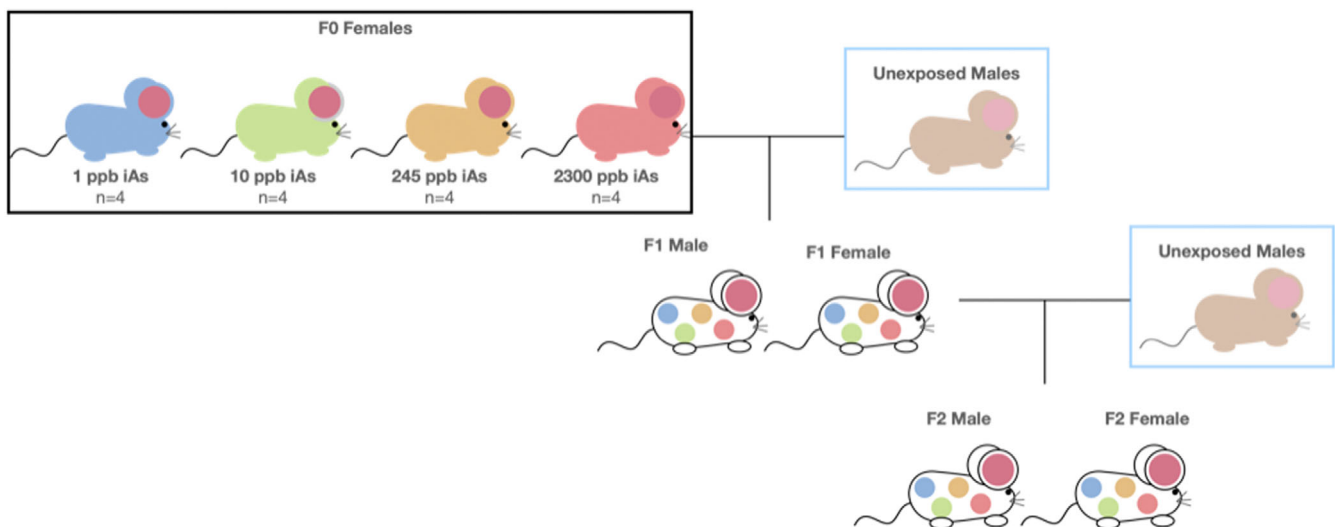 F0 Females
Unexposed Males
1 ppb iAs
n=4
10 ppb iAs
n=4
245 ppb iAs
n=4
2300 ppb iAs
n=4
F1 Male
F1 Female
Unexposed Males
F2 Male
F2 Female